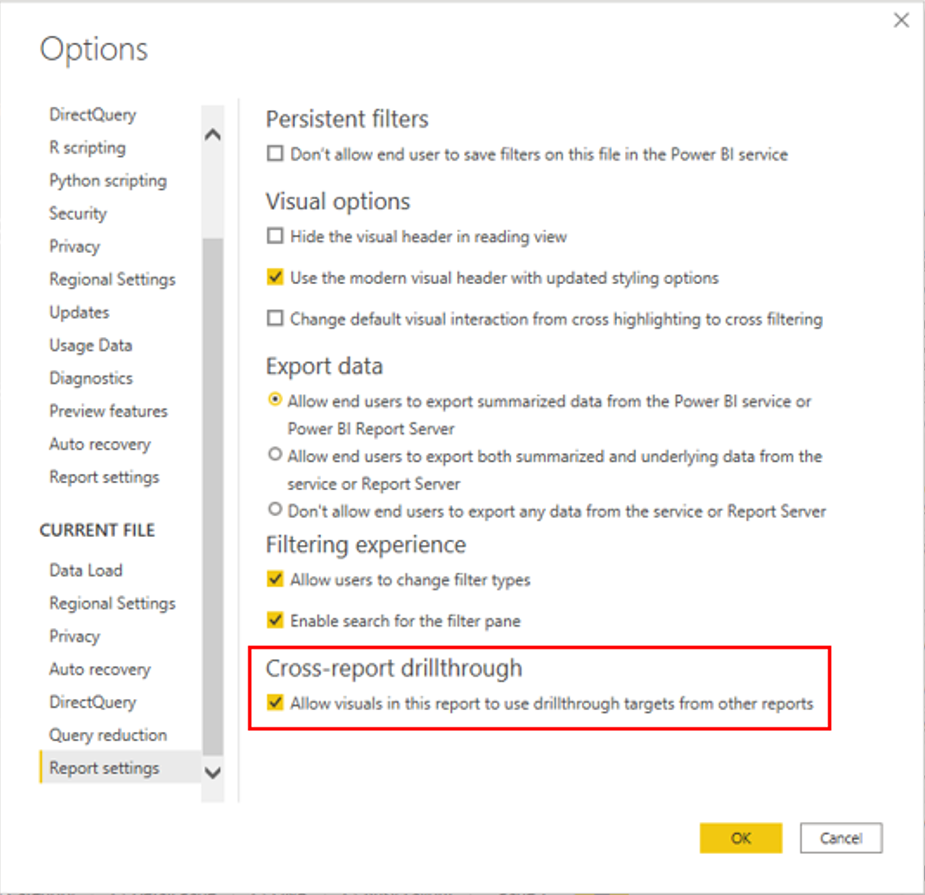 Options
DirectQuery
R scripting
Python scripting
Security
Privacy
Regional Settings
Updates
Usage Data
Diagnostics
Preview features
Auto recovery
Report settings
CURRENT FILE
Data Load
Regional Settings
Privacy
Auto recovery
DirectQuery
Query reduction
Report settings
Persistent filters
Don't allow end user to save filters on this file in the Power BI service
Visual options
Hide the visual header in reading view
Use the modern visual header with updated styling options
Change default visual interaction from cross highlighting to cross filtering
Export data
Allow end users to export summarized data from the Power BI service or
Power BI Report Server
Allow end users to export both summarized and underlying data from the
service or Report Server
Don't allow end users to export any data from the service or Report Server
Filtering experience
Allow users to change filter types
Enable search for the filter pane
Cross-report drillthrough
Allow visuals in this report to use drillthrough targets from other reports
OK
Cancel